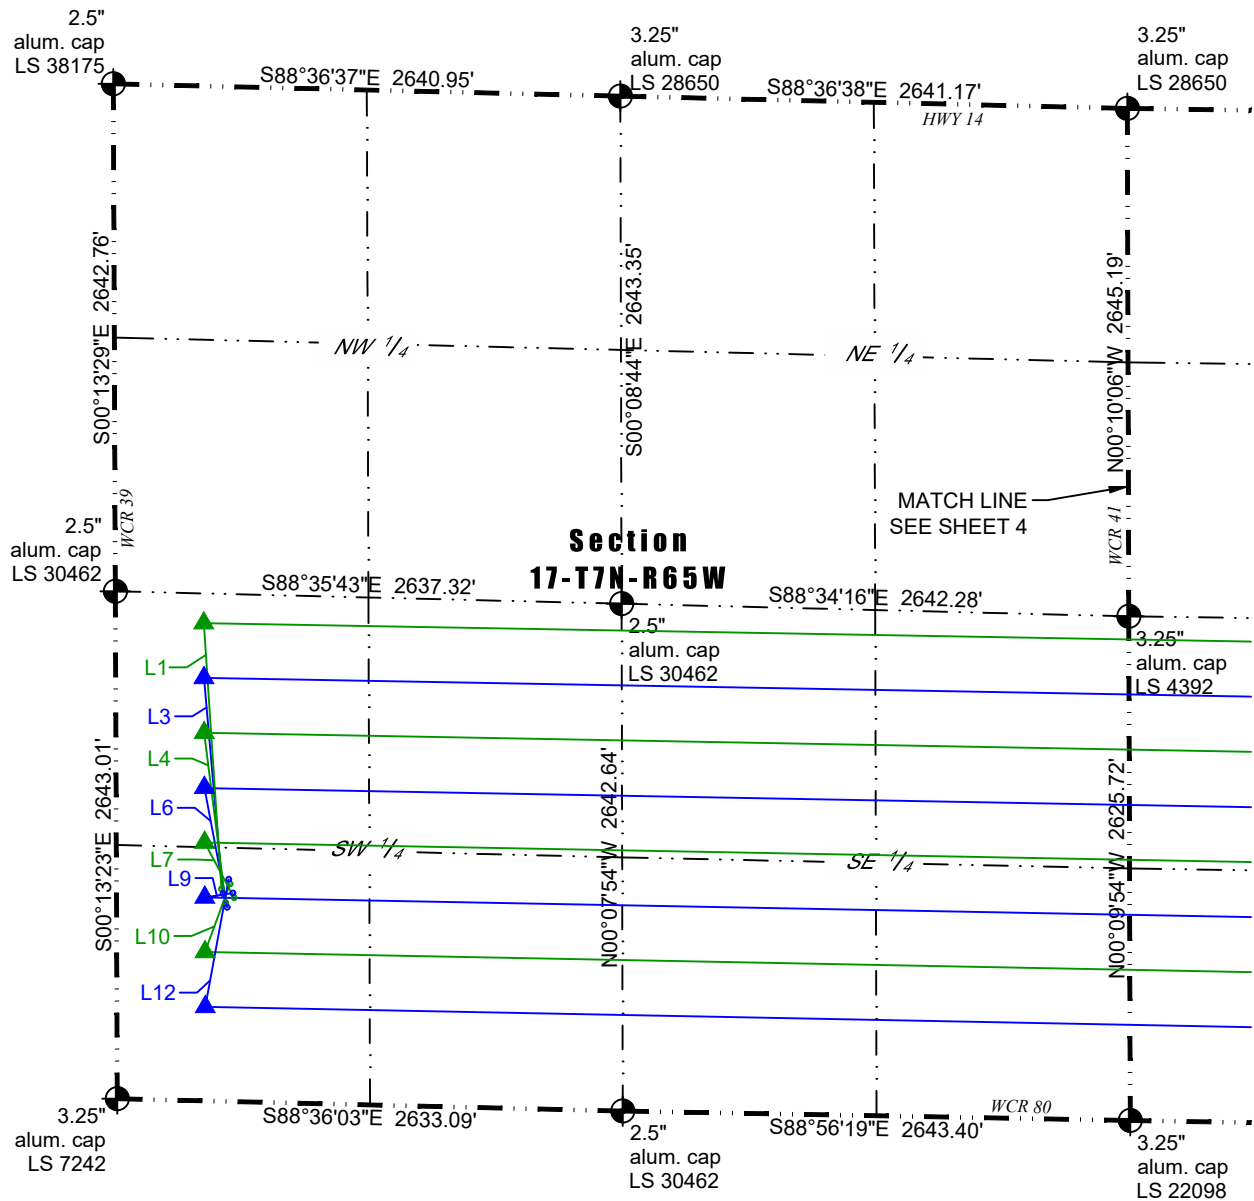 2.5"
alum. cap
LS 38175
S88°36'37"E 2640.95'
3.25"
alum. cap
LS 28650
S88°36'38"E 2641.17'
HWY 14
3.25"
alum. cap
LS 28650
S00°13'29"E 2642.76'
S00°08'44"E 2643.35'
N00°10'06"W 2645.19'
NW 1/4
NE 1/4
WCR 39
MATCH LINE
SEE SHEET 4
WCR 41
2.5"
alum. cap
LS 30462
Section
17-T7N-R65W
S88°35'43"E 2637.32'
S88°34'16"E 2642.28'
2.5"
alum. cap
LS 30462
3.25"
alum. cap
LS 4392
L1
L3
L4
L6
L7
L9
L10
L12
S00°13'23"E 2643.01'
N00°07'54"W 2642.64'
N00°09'54"W 2625.72'
SW 1/4
SE 1/4
3.25"
alum. cap
LS 7242
S88°36'03"E 2633.09'
2.5"
alum. cap
LS 30462
S88°56'19"E 2643.40'
WCR 80
3.25"
alum. cap
LS 22098